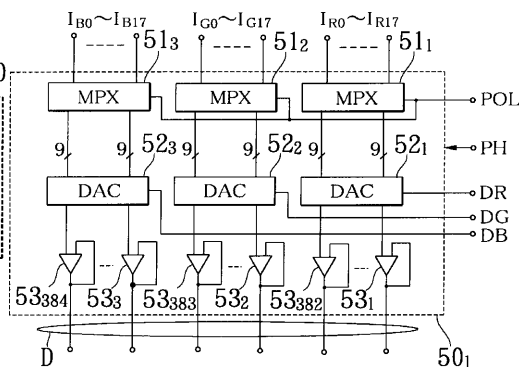 I_B0～I_B17 I_G0～I_G17 I_R0～I_R17
51_3 51_2 51_1
MPX MPX MPX POL
PH
9 9 9 9 9 9
52_3 52_2 52_1
DAC DAC DAC DR
DG
DB
53_384 53_3 53_383 53_2 53_382 53_1
D 50_1